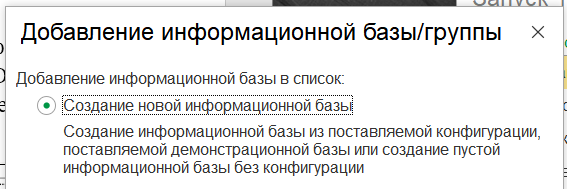 Запуск
Добавление информационной базы/группы
Добавление информационной базы в список:
Создание новой информационной базы
Создание информационной базы из поставляемой конфигурации,
поставляемой демонстрационной базы или создание пустой
информационной базы без конфигурации